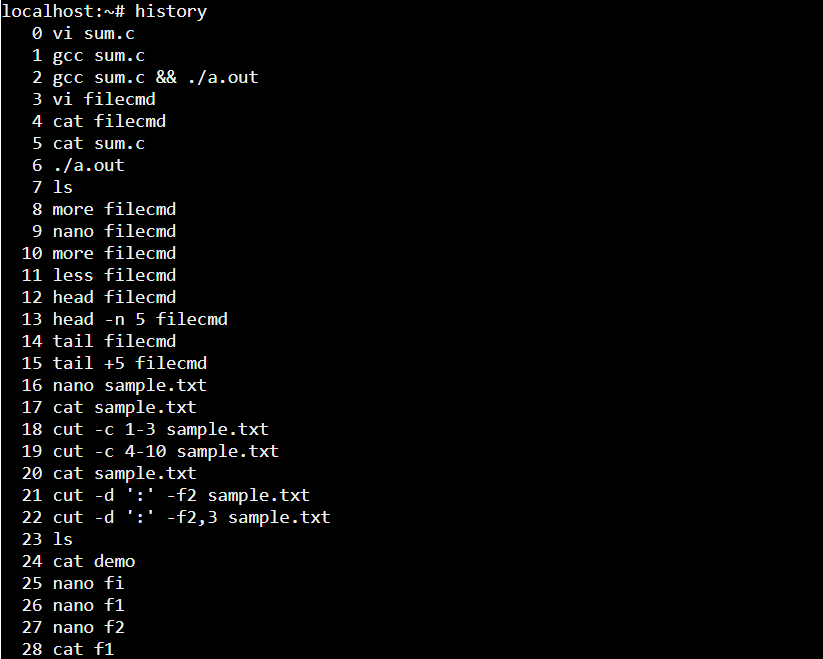 localhost:~# history
0 vi sum.c
1 gcc sum.c
2 gcc sum.c && ./a.out
3 vi filecmd
4 cat filecmd
5 cat sum.c
6 ./a.out
7 ls
8 more filecmd
9 nano filecmd
10 more filecmd
11 less filecmd
12 head filecmd
13 head -n 5 filecmd
14 tail filecmd
15 tail +5 filecmd
16 nano sample.txt
17 cat sample.txt
18 cut -c 1-3 sample.txt
19 cut -c 4-10 sample.txt
20 cat sample.txt
21 cut -d ':' -f2 sample.txt
22 cut -d ':' -f2,3 sample.txt
23 ls
24 cat demo
25 nano fi
26 nano f1
27 nano f2
28 cat f1